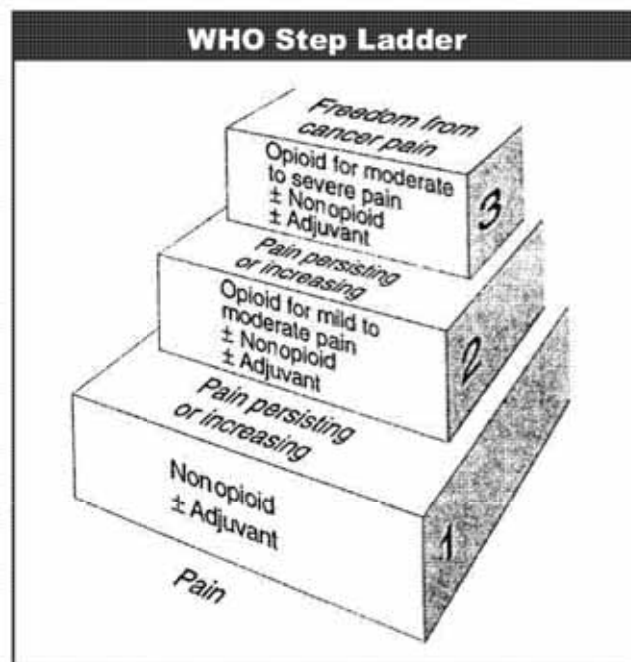 WHO Step Ladder
Freedom from
cancer pain
Opioid for moderate
to severe pain
± Nonopioid
± Adjuvant
3
Pain persisting
or increasing
Opioid for mild to
moderate pain
± Nonopioid
± Adjuvant
2
Pain persisting
or increasing
Nonopioid
± Adjuvant
1
Pain